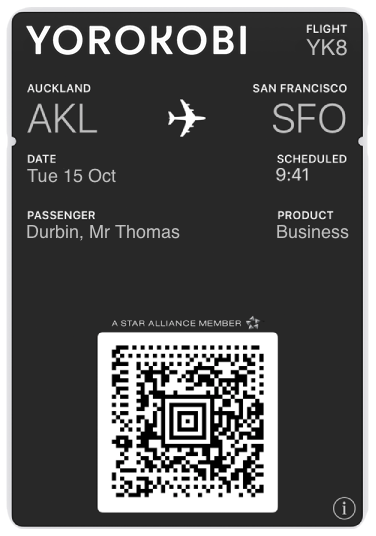 YOROKOBI
FLIGHT
YK8
AUCKLAND
SAN FRANCISCO
AKL
SFO
DATE
SCHEDULED
Tue 15 Oct
9:41
PASSENGER
PRODUCT
Durbin, Mr Thomas
Business
A STAR ALLIANCE MEMBER
i